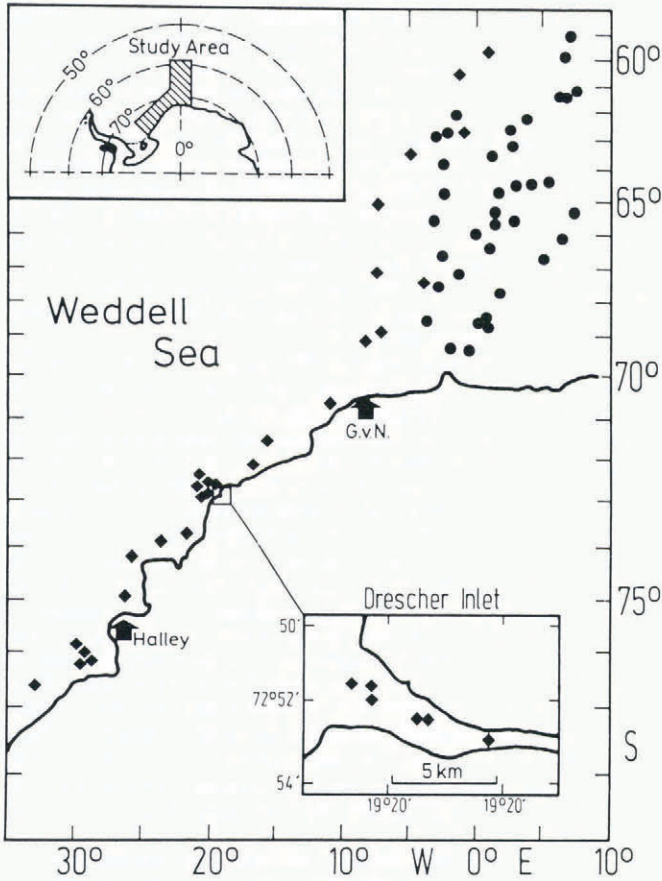 Study Area
50°
60°
70°
0°
60°
65°
Weddell
Sea
70°
G.v.N.
75°
Halley
Drescher Inlet
50'
72°52'
5 km
54'
19°20' 19°20'
S
30° 20° 10° W 0° E 10°